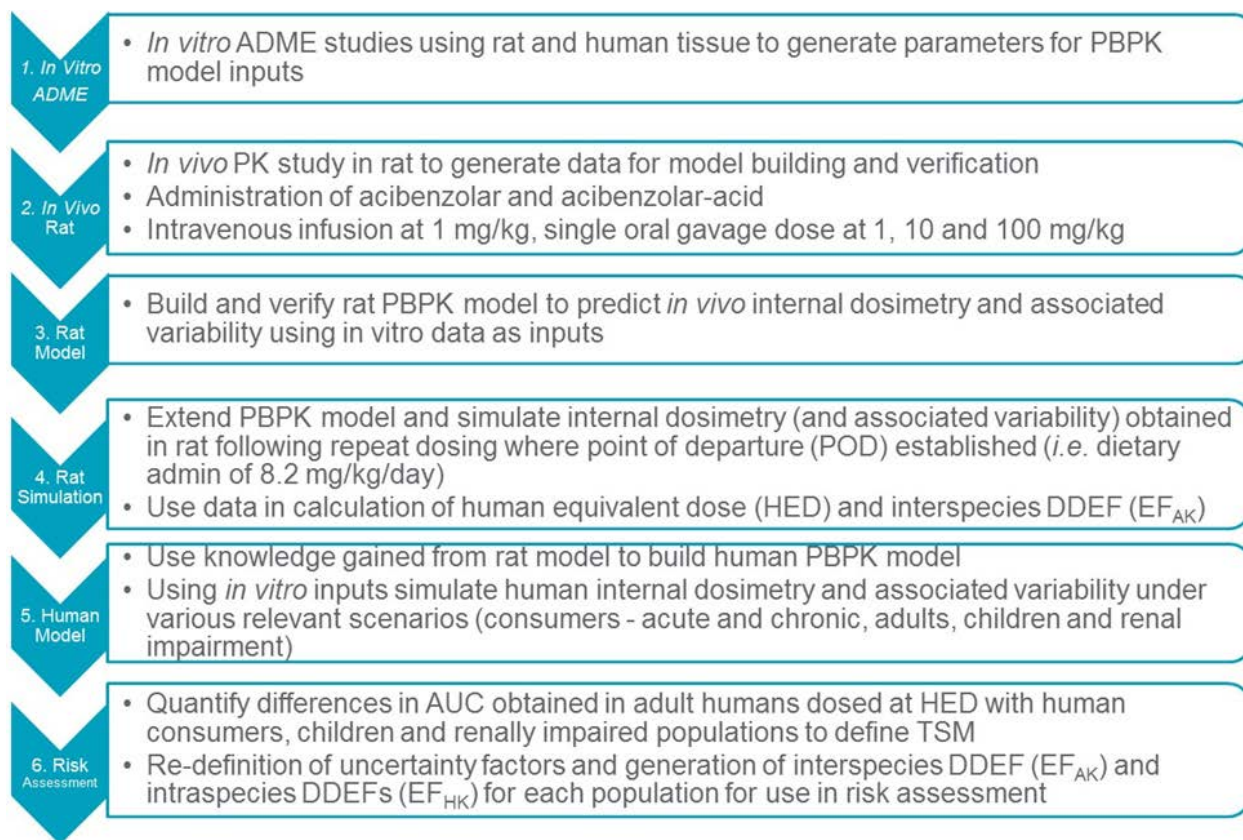 1. In Vitro
ADME
• In vitro ADME studies using rat and human tissue to generate parameters for PBPK
model inputs
2. In Vivo
Rat
• In vivo PK study in rat to generate data for model building and verification
• Administration of acibenzolar and acibenzolar-acid
• Intravenous infusion at 1 mg/kg, single oral gavage dose at 1, 10 and 100 mg/kg
3. Rat
Model
• Build and verify rat PBPK model to predict in vivo internal dosimetry and associated
variability using in vitro data as inputs
4. Rat
Simulation
• Extend PBPK model and simulate internal dosimetry (and associated variability) obtained
in rat following repeat dosing where point of departure (POD) established (i.e. dietary
admin of 8.2 mg/kg/day)
• Use data in calculation of human equivalent dose (HED) and interspecies DDEF (EFAK)
5. Human
Model
• Use knowledge gained from rat model to build human PBPK model
• Using in vitro inputs simulate human internal dosimetry and associated variability under
various relevant scenarios (consumers - acute and chronic, adults, children and renal
impairment)
6. Risk
Assessment
• Quantify differences in AUC obtained in adult humans dosed at HED with human
consumers, children and renally impaired populations to define TSM
• Re-definition of uncertainty factors and generation of interspecies DDEF (EFAK) and
intraspecies DDEFs (EFHK) for each population for use in risk assessment